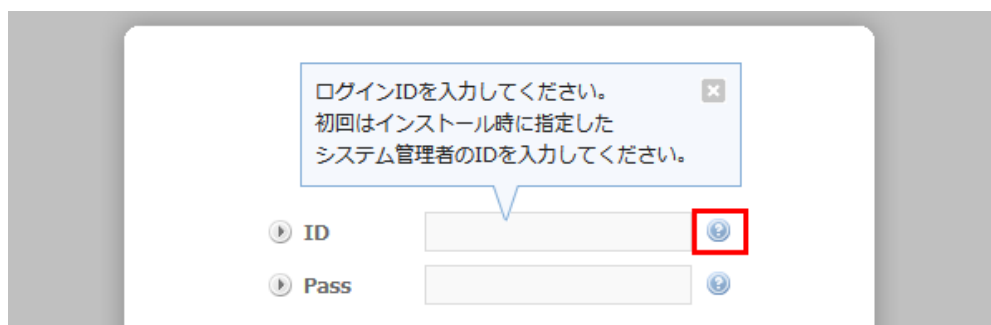 ログインIDを入力してください。
初回はインストール時に指定した
システム管理者のIDを入力してください。
ID
Pass